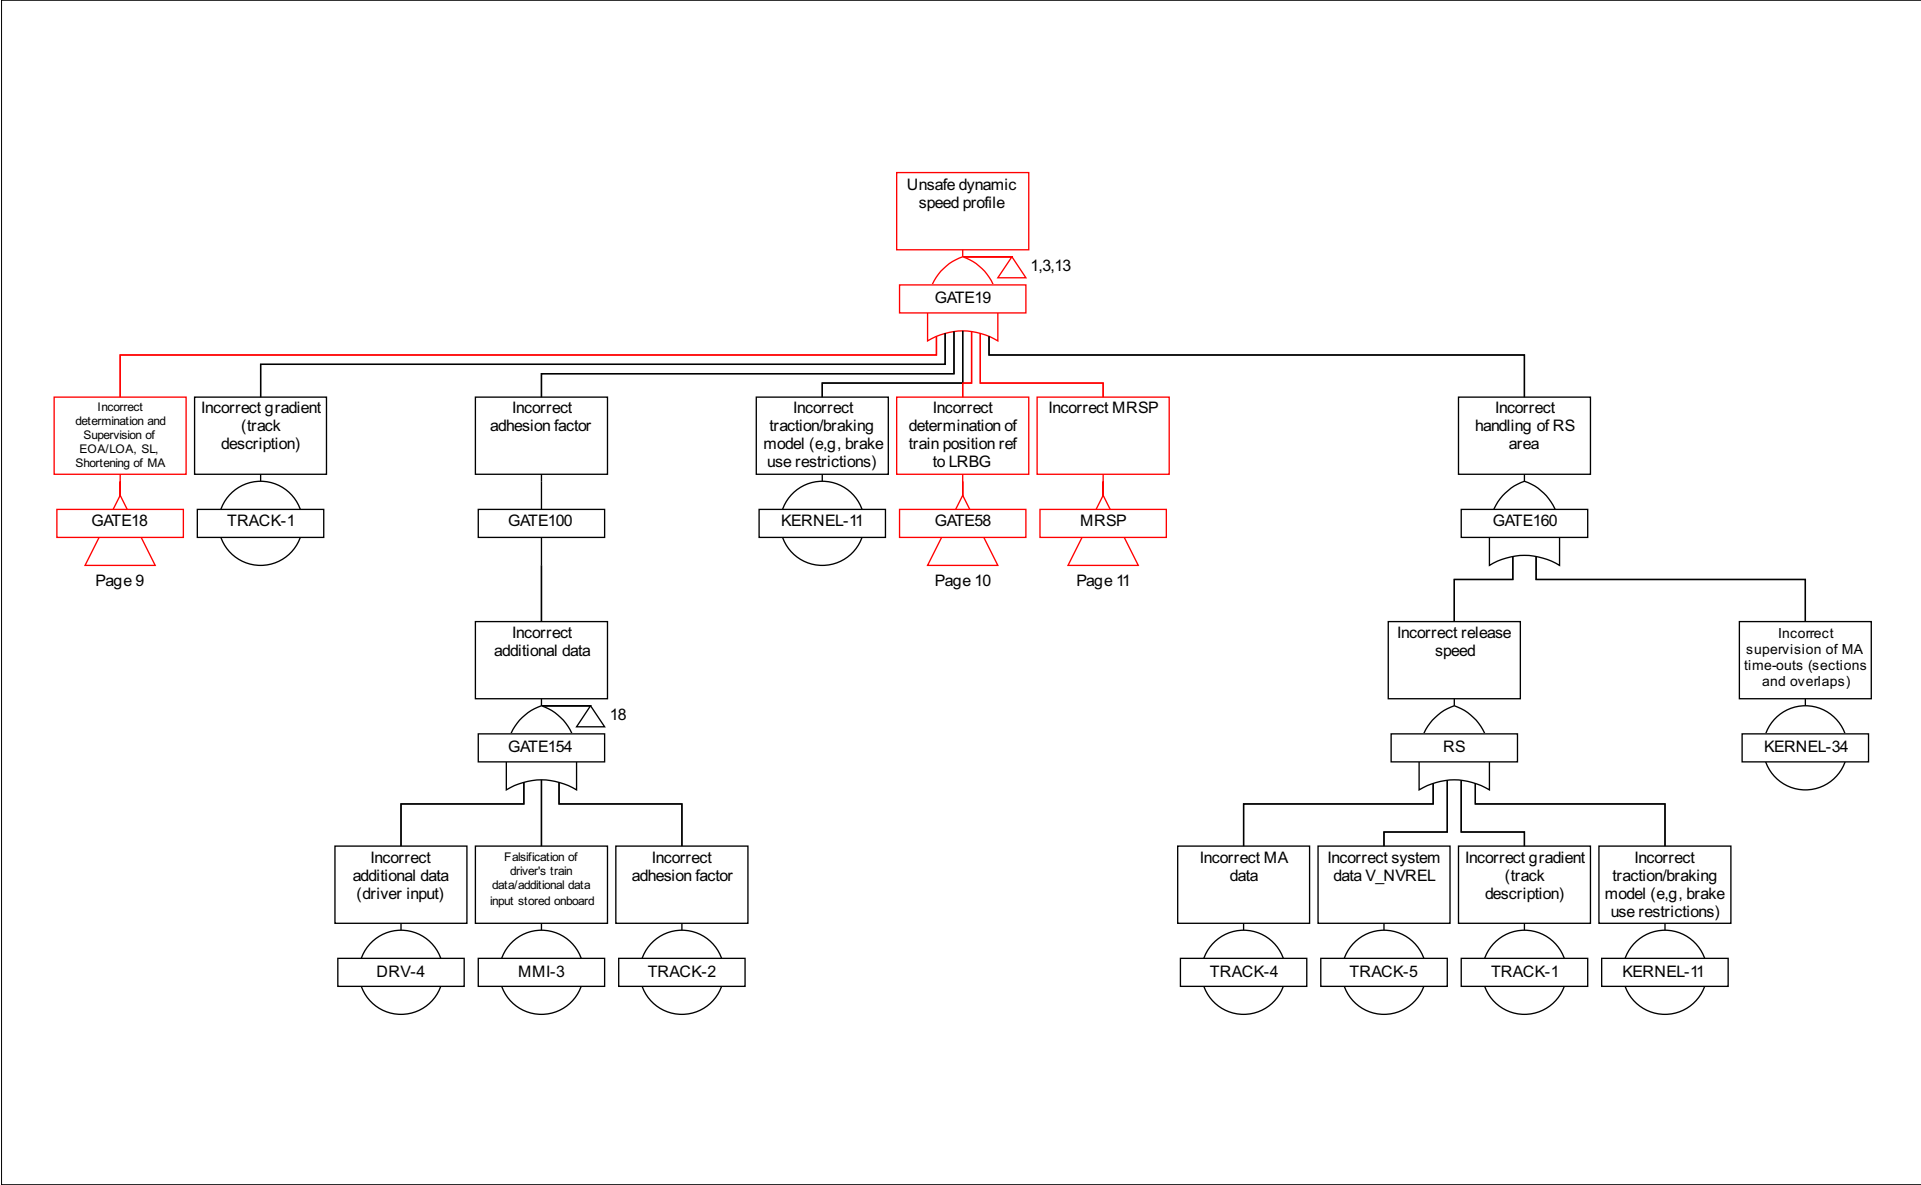 Unsafe dynamic
speed profile
1,3,13
GATE19
Incorrect
determination and
Supervision of
EOA/LOA, SL,
Shortening of MA
GATE18
Page 9
Incorrect gradient
(track
description)
TRACK-1
Incorrect
adhesion factor
GATE100
Incorrect
traction/braking
model (e,g, brake
use restrictions)
KERNEL-11
Incorrect
determination of
train position ref
to LRBG
GATE58
Page 10
Incorrect MRSP
MRSP
Page 11
Incorrect
handling of RS
area
GATE160
Incorrect
additional data
18
GATE154
Incorrect release
speed
RS
Incorrect
supervision of MA
time-outs (sections
and overlaps)
KERNEL-34
Incorrect
additional data
(driver input)
DRV-4
Falsification of
driver's train
data/additional data
input stored onboard
MMI-3
Incorrect
adhesion factor
TRACK-2
Incorrect MA
data
TRACK-4
Incorrect system
data V_NVREL
TRACK-5
Incorrect gradient
(track
description)
TRACK-1
Incorrect
traction/braking
model (e,g, brake
use restrictions)
KERNEL-11